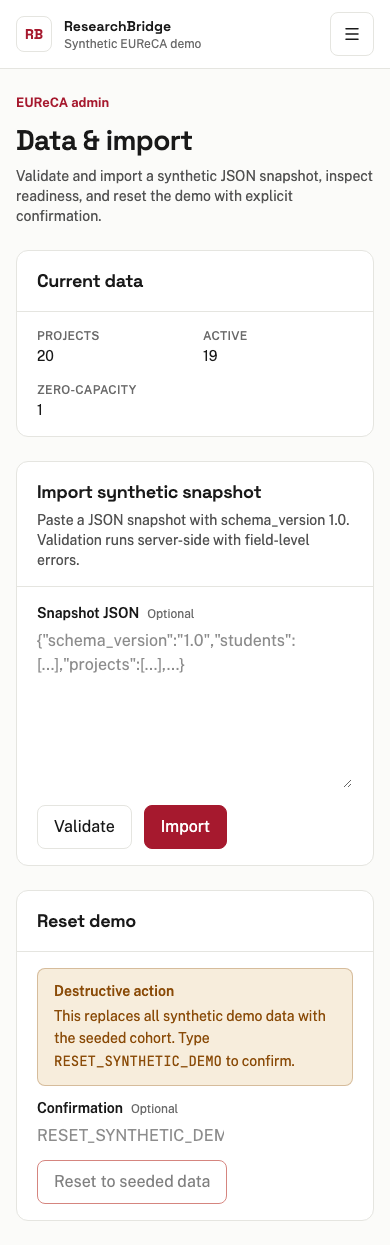 RB
ResearchBridge
Synthetic EUReCA demo
EUReCA admin
Data & import
Validate and import a synthetic JSON snapshot, inspect
readiness, and reset the demo with explicit
confirmation.
Current data
PROJECTS
20
ACTIVE
19
ZERO-CAPACITY
1
Import synthetic snapshot
Paste a JSON snapshot with schema_version 1.0.
Validation runs server-side with field-level
errors.
Snapshot JSON Optional
{"schema_version":"1.0","students":
[...],"projects":[...],...}
Validate
Import
Reset demo
Destructive action
This replaces all synthetic demo data with
the seeded cohort. Type
RESET_SYNTHETIC_DEMO to confirm.
Confirmation Optional
RESET_SYNTHETIC_DEM
Reset to seeded data